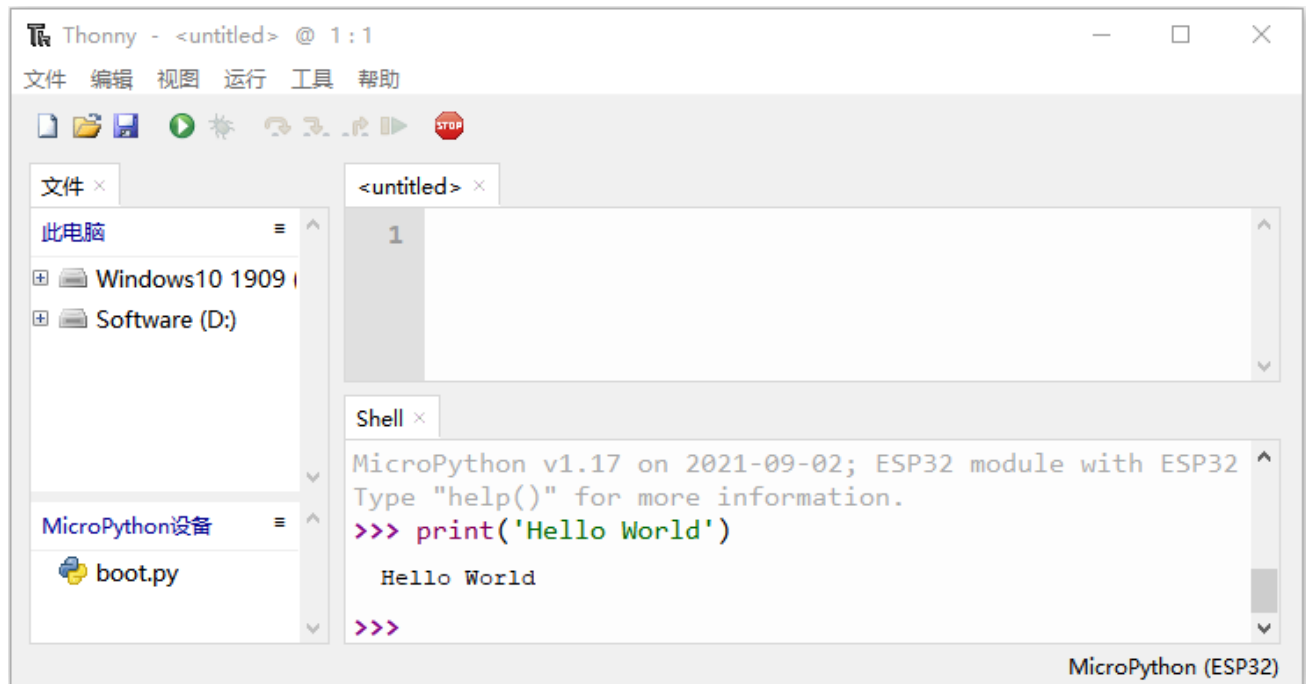 Thonny - <untitled> @ 1:1
文件 编辑 视图 运行 工具 帮助
STOP
文件
此电脑
Windows10 1909 (
Software (D:)
MicroPython设备
boot.py
<untitled>
1
Shell
MicroPython v1.17 on 2021-09-02; ESP32 module with ESP32
Type "help()" for more information.
>>> print('Hello World')
Hello World
>>>
MicroPython (ESP32)